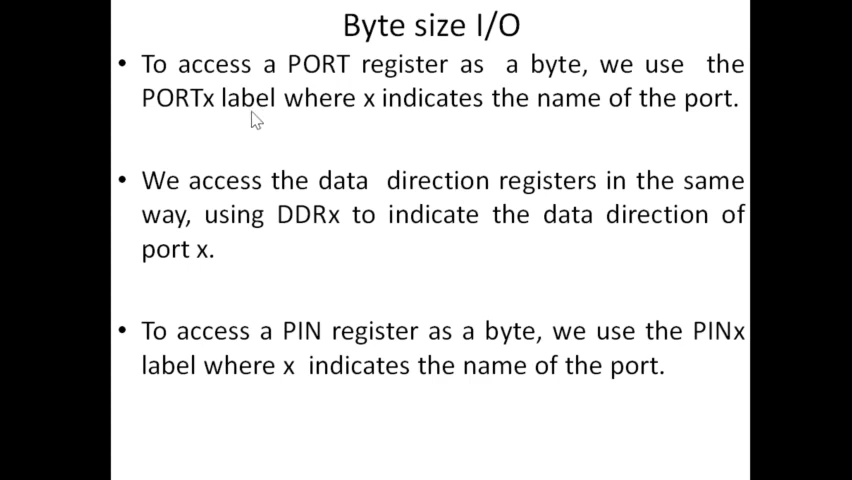 Byte size I/O
• To access a PORT register as a byte, we use the
PORTx label where x indicates the name of the port.
• We access the data direction registers in the same
way, using DDRx to indicate the data direction of
port x.
• To access a PIN register as a byte, we use the PINx
label where x indicates the name of the port.